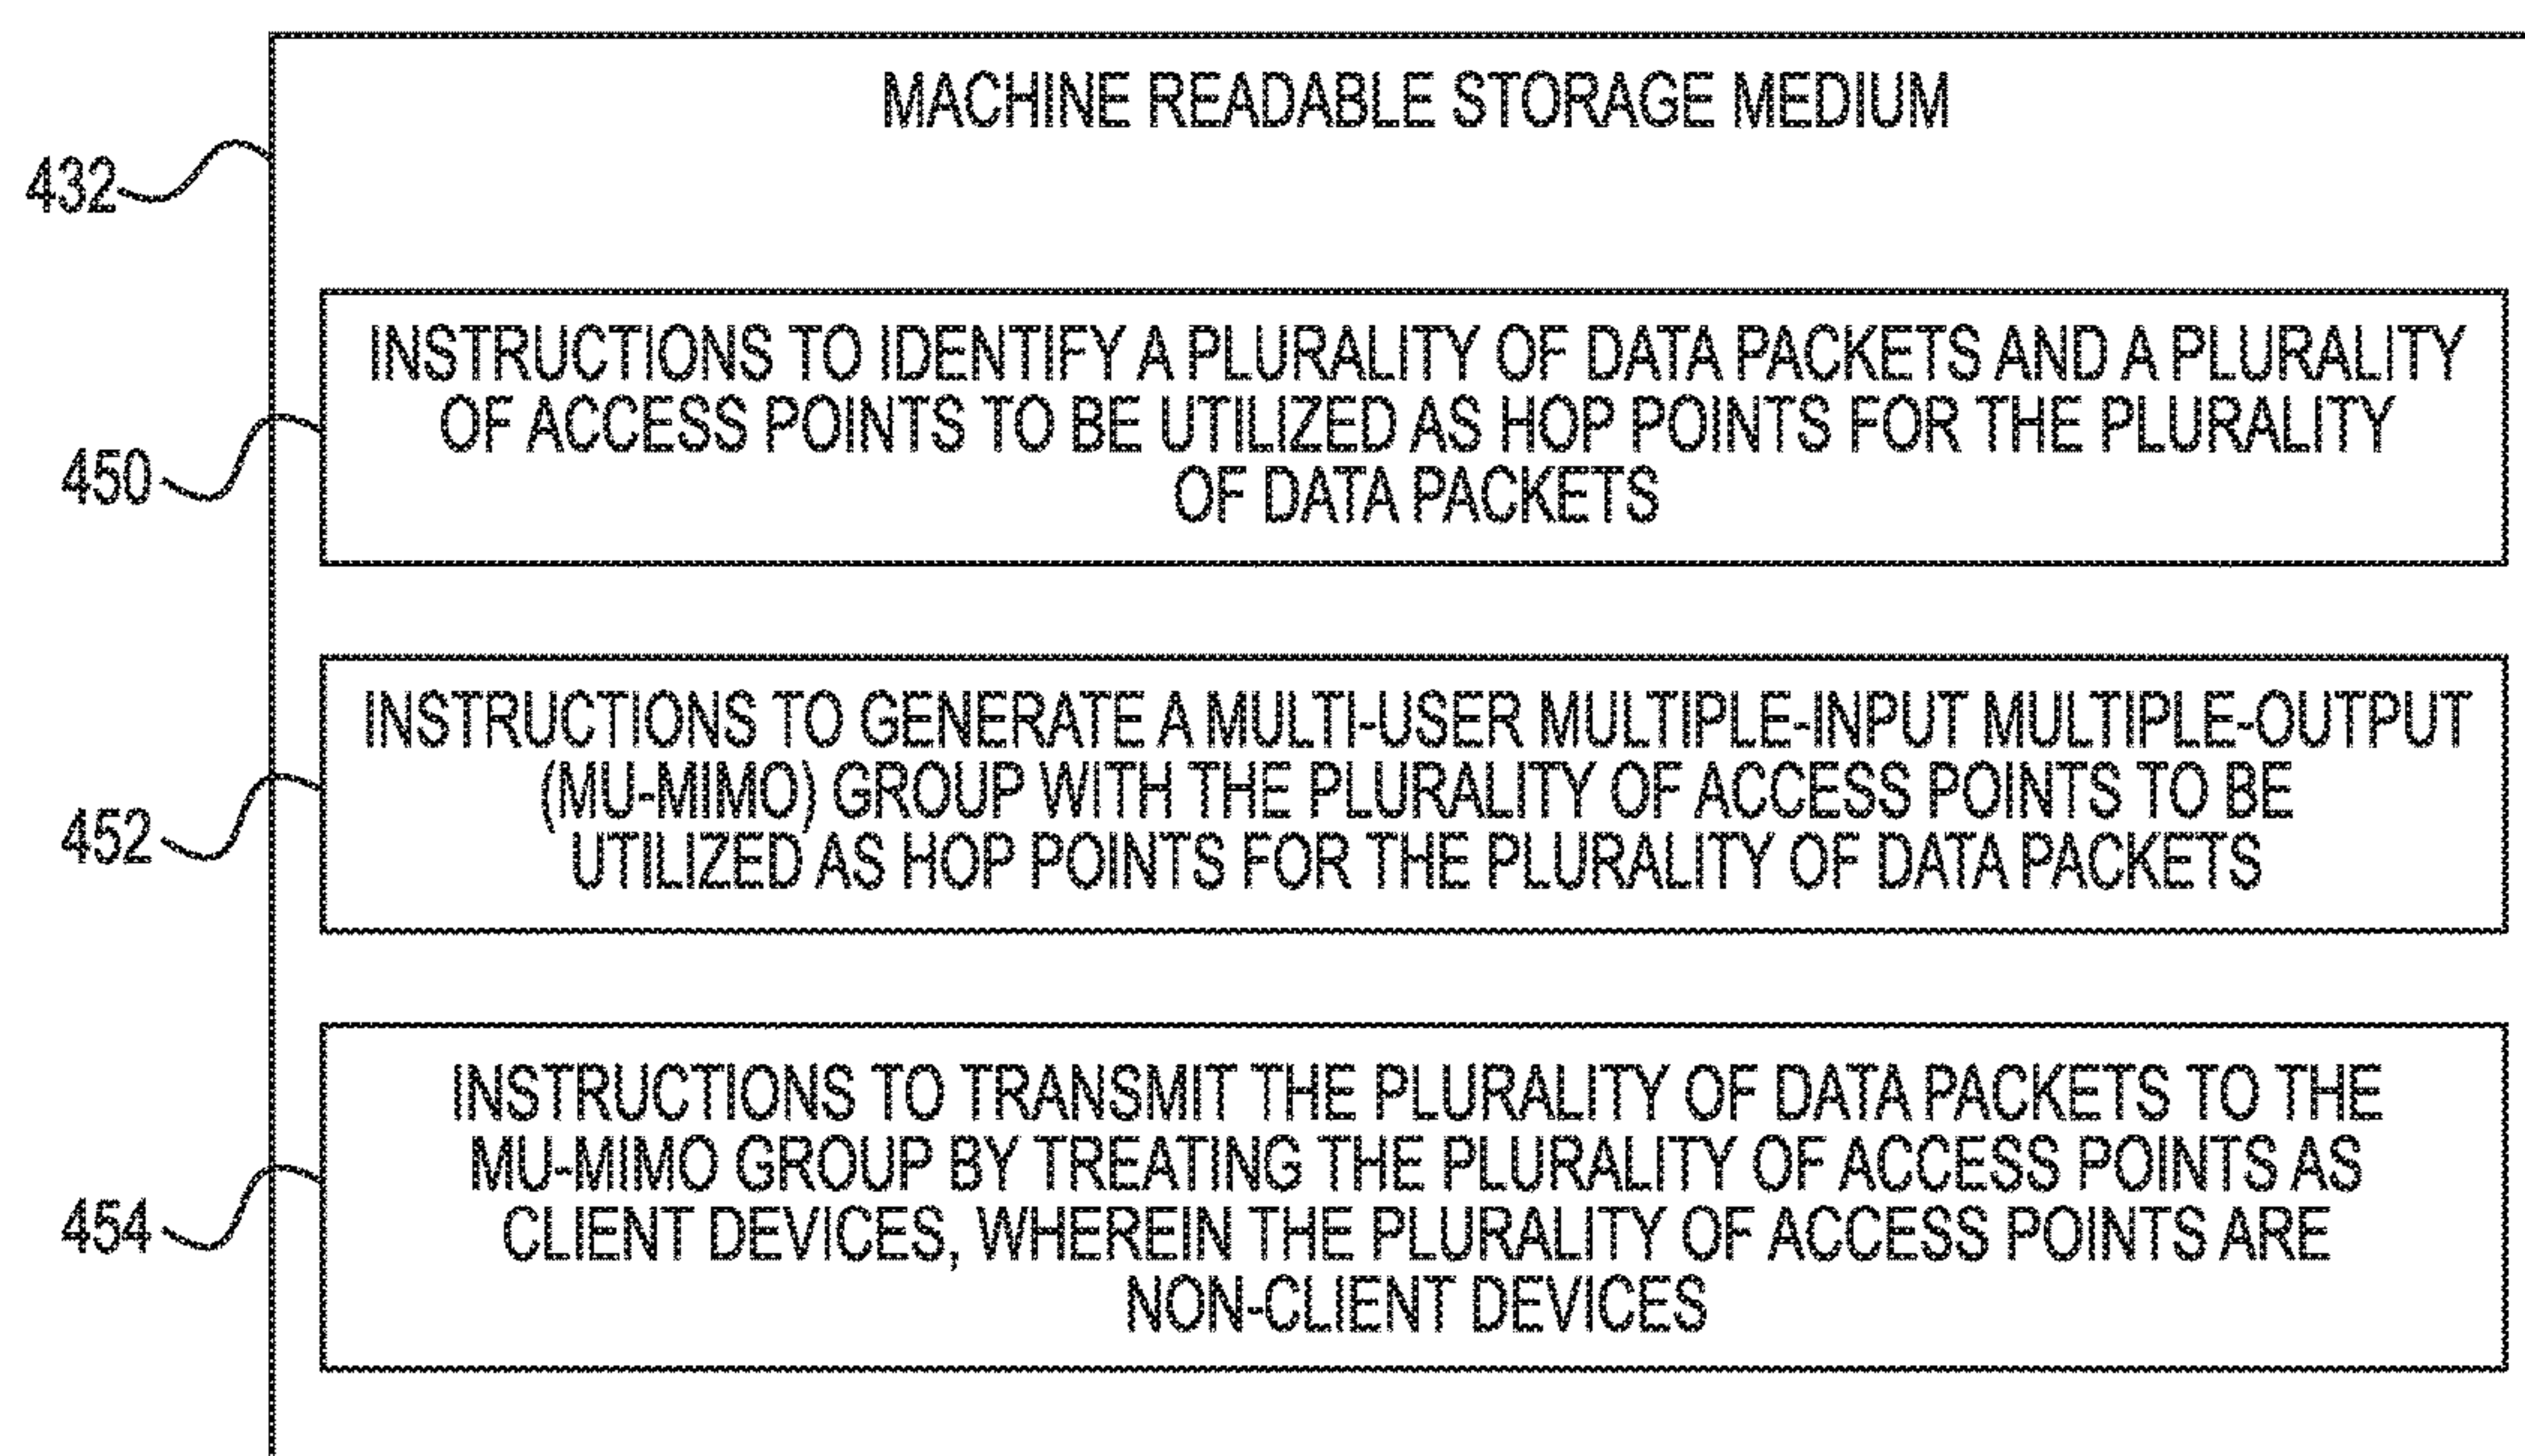 MACHINE READABLE STORAGE MEDIUM
432
INSTRUCTIONS TO IDENTIFY A PLURALITY OF DATA PACKETS AND A PLURALITY
OF ACCESS POINTS TO BE UTILIZED AS HOP POINTS FOR THE PLURALITY
OF DATA PACKETS
450
INSTRUCTIONS TO GENERATE A MULTI-USER MULTIPLE-INPUT MULTIPLE-OUTPUT
(MU-MIMO) GROUP WITH THE PLURALITY OF ACCESS POINTS TO BE
UTILIZED AS HOP POINTS FOR THE PLURALITY OF DATA PACKETS
452
INSTRUCTIONS TO TRANSMIT THE PLURALITY OF DATA PACKETS TO THE
MU-MIMO GROUP BY TREATING THE PLURALITY OF ACCESS POINTS AS
CLIENT DEVICES, WHEREIN THE PLURALITY OF ACCESS POINTS ARE
NON-CLIENT DEVICES
454